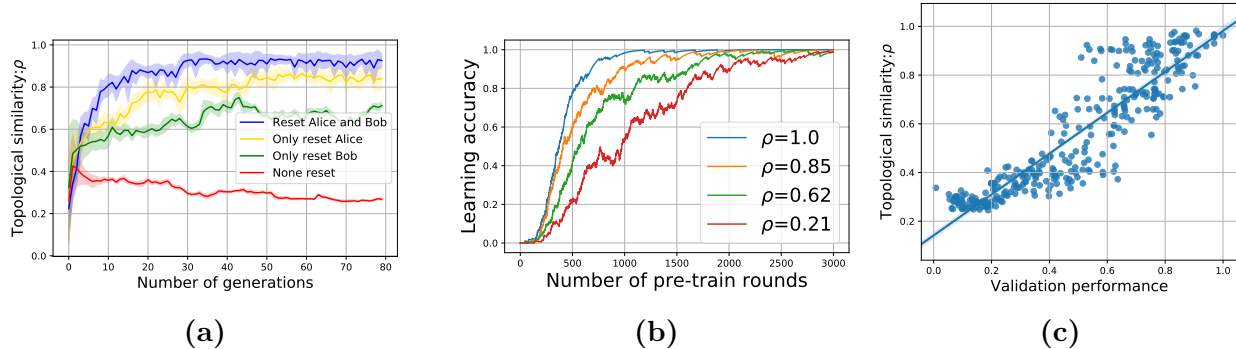 Topological similarity:ρ
1.0
0.8
0.6
0.4
0.2
0.0
Reset Alice and Bob
Only reset Alice
Only reset Bob
None reset
0 10 20 30 40 50 60 70 80
Number of generations
(a)
Learning accuracy
1.0
0.8
0.6
0.4
0.2
0.0
ρ=1.0
ρ=0.85
ρ=0.62
ρ=0.21
0 500 1000 1500 2000 2500 3000
Number of pre-train rounds
(b)
Topological similarity:ρ
1.0
0.8
0.6
0.4
0.2
0.0 0.2 0.4 0.6 0.8 1.0
Validation performance
(c)